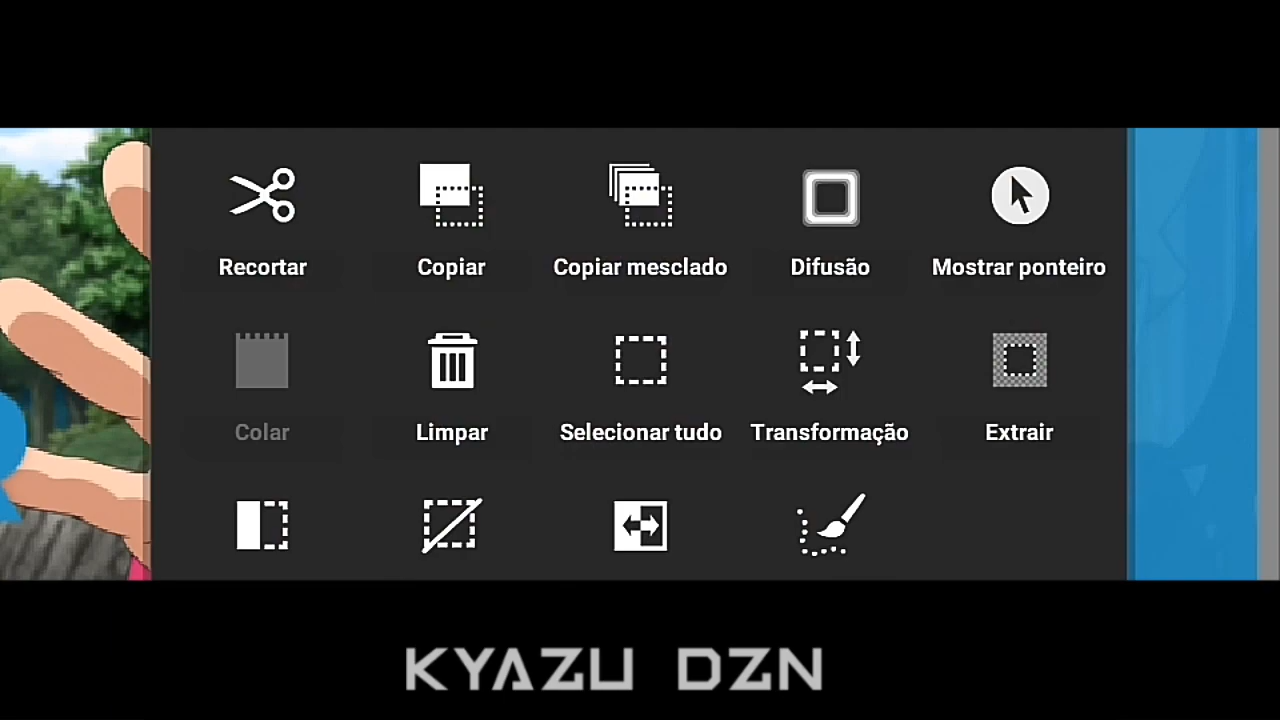 Recortar
Copiar
Copiar mesclado
Difusão
Mostrar ponteiro
Colar
Limpar
Selecionar tudo
Transformação
Extrair
KYAZU DZN